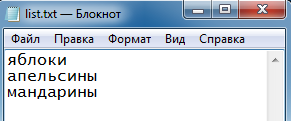 list.txt — Блокнот
Файл Правка Формат Вид Справка
яблоки
апельсины
мандарины